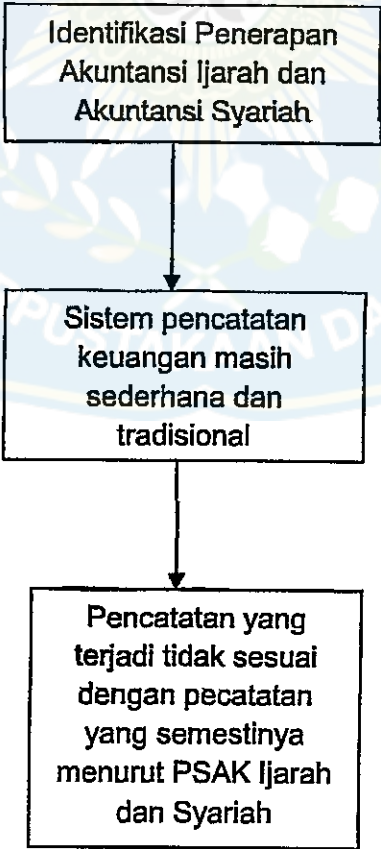 Identifikasi Penerapan
Akuntansi Ijarah dan
Akuntansi Syariah
Sistem pencatatan
keuangan masih
sederhana dan
tradisional
Pencatatan yang
terjadi tidak sesuai
dengan pecatatan
yang semestinya
menurut PSAK Ijarah
dan Syariah